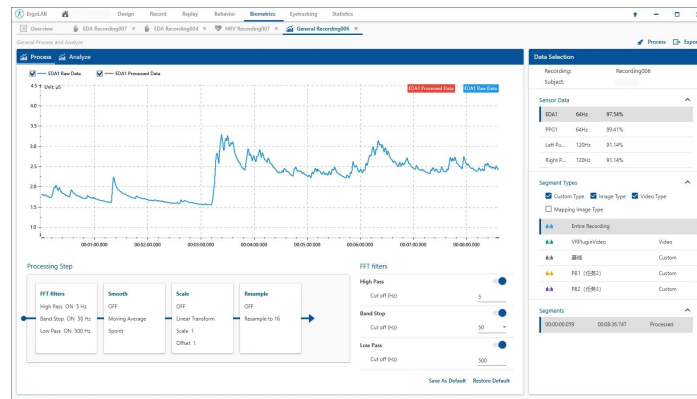 ErgoLAB Design Record Replay Behavior Biometrics Eyetracking Statistics
Overview EDA Recording007 × EDA Recording004 × HRV Recording007 × General Recording006 ×
General Process and Analyze Process Export
Process Analyze
EDA1 Raw Data EDA1 Processed Data
Unit: μS
EDA1 Processed Data EDA1 Raw Data
4.5
4.0
3.5
3.0
2.5
2.0
1.5
1.0
00:01:00.000 00:02:00.000 00:03:00.000 00:04:00.000 00:05:00.000 00:06:00.000 00:07:00.000 00:08:00.000
Processing Step
FFT filters
High Pass ON 5 Hz
Band Stop ON 50 Hz
Low Pass ON 500 Hz
Smooth
OFF
Moving Average
5point
Scale
OFF
Linear Transform
Scale 1
Offset 1
Resample
OFF
Resample to 16
FFT filters
High Pass
Cut off (Hz) 5
Band Stop
Cut off (Hz) 50
Low Pass
Cut off (Hz) 500
Save As Default Restore Default
Data Selection
Recording: Recording006
Subject:
Sensor Data
EDA1 64Hz 97.54%
PPG1 64Hz 99.41%
Left Pu... 120Hz 91.14%
Right P... 120Hz 91.14%
Segment Types
Custom Type Image Type Video Type
Mapping Image Type
Entire Recording
VRPluginVideo Video
基线 Custom
PB1（任务2） Custom
PB2（任务3） Custom
Segments
00:00:00.059 00:08:36.747 Processed